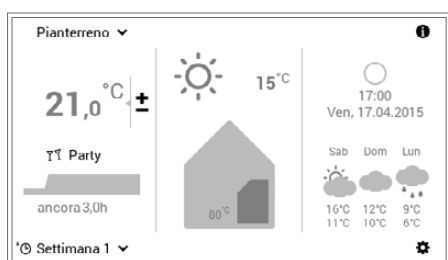 Pianterreno
21,0 °C ±
Party
ancora 3,0h
Settimana 1
15°C
60°C
17:00
Ven, 17.04.2015
Sab Dom Lun
16°C 12°C 9°C
11°C 10°C 6°C